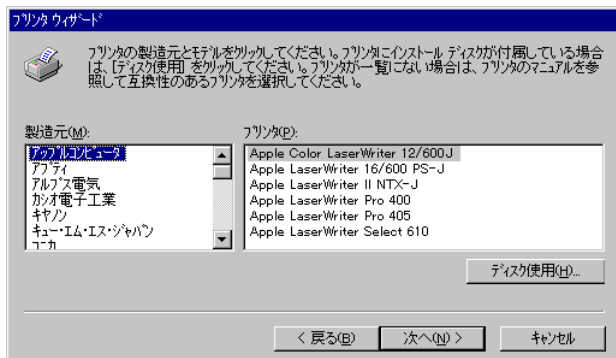 プリンタ ウィザード
プリンタの製造元とモデルをクリックしてください。プリンタにインストール ディスクが付属している場合
は、[ディスク使用] をクリックしてください。プリンタが一覧にない場合は、プリンタのマニュアルを参
照して互換性のあるプリンタを選択してください。
製造元(M):
アップルコンピュータ
アプティ
アルプス電気
カシオ電子工業
キヤノン
キュー・エム・エス・ジャパン
コニカ
プリンタ(P):
Apple Color LaserWriter 12/600J
Apple LaserWriter 16/600 PS-J
Apple LaserWriter II NTX-J
Apple LaserWriter Pro 400
Apple LaserWriter Pro 405
Apple LaserWriter Select 610
ディスク使用(H)...
< 戻る(B)
次へ(N) >
キャンセル